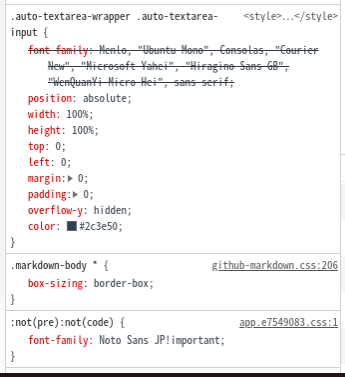 .auto-textarea-wrapper .auto-textarea- <style>…</style>
input {
font-family: Menlo, "Ubuntu Mono", Consolas, "Courier
New", "Microsoft Yahei", "Hiragino Sans GB",
"WenQuanYi Micro Hei", sans-serif;
position: absolute;
width: 100%;
height: 100%;
top: 0;
left: 0;
margin:▶ 0;
padding:▶ 0;
overflow-y: hidden;
color: #2c3e50;
}
.markdown-body * { github-markdown.css:206
box-sizing: border-box;
}
:not(pre):not(code) { app.e7549083.css:1
font-family: Noto Sans JP!important;
}